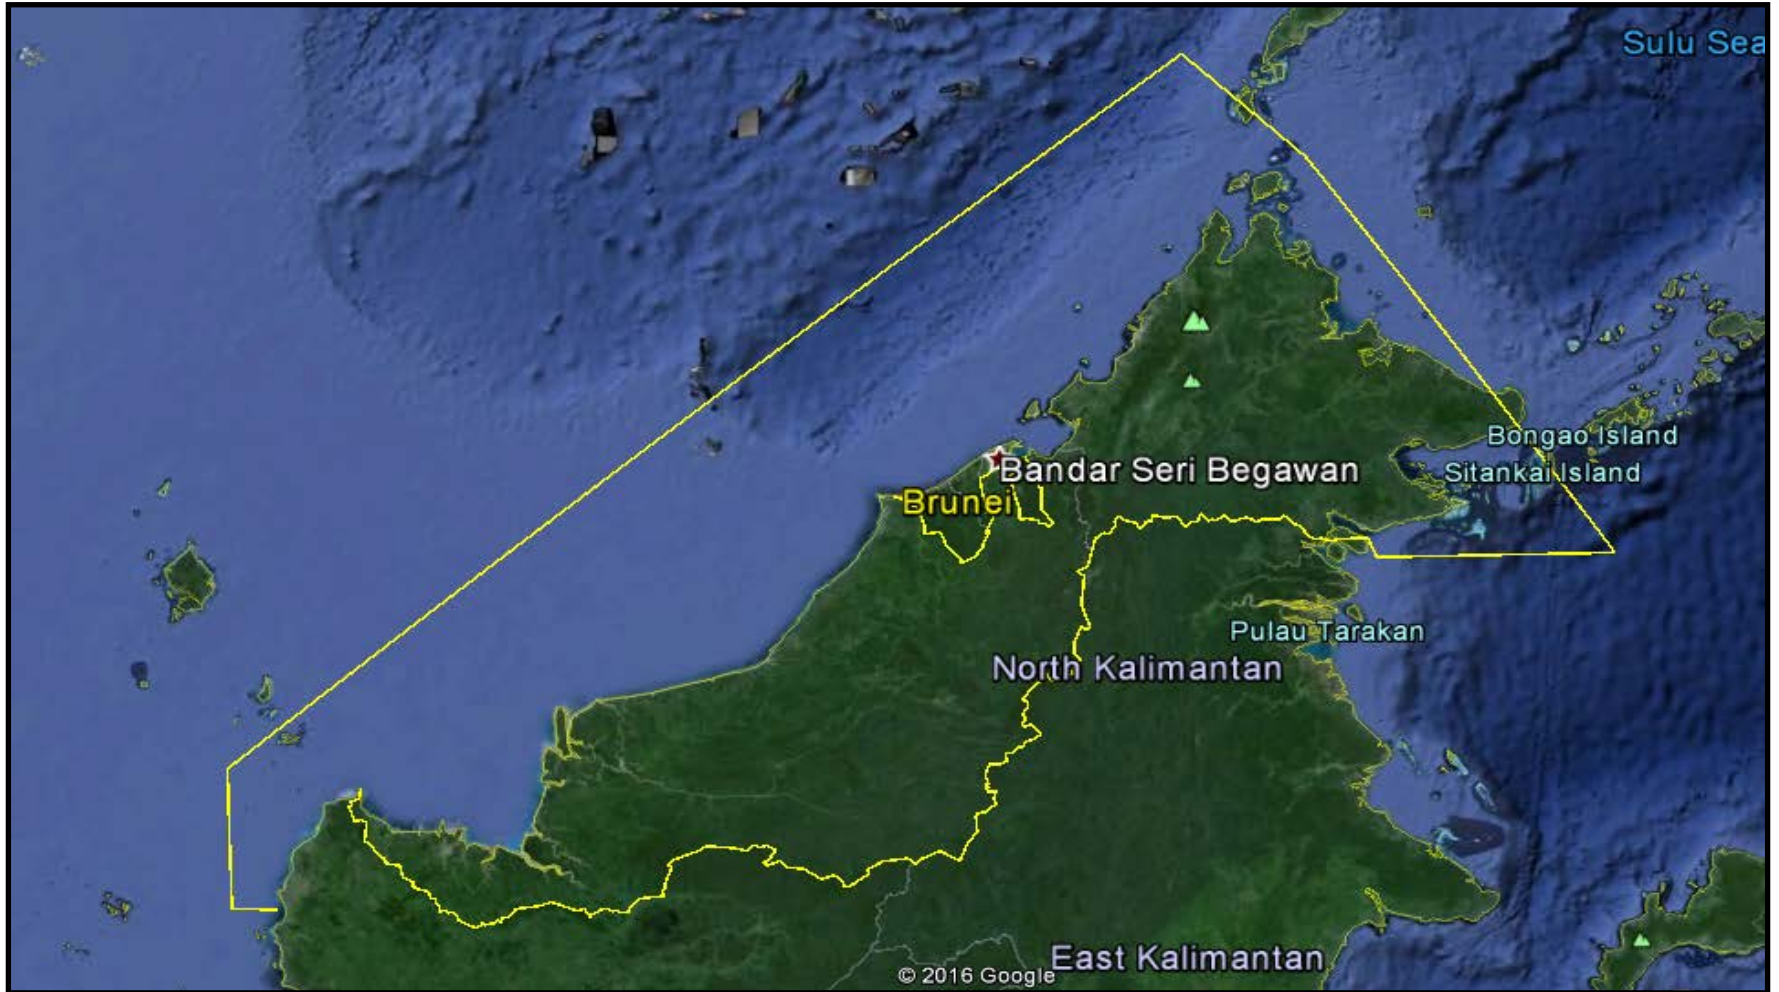 Sulu Sea
Bongao Island
Sitankai Island
Bandar Seri Begawan
Brunei
Pulau Tarakan
North Kalimantan
East Kalimantan
© 2016 Google